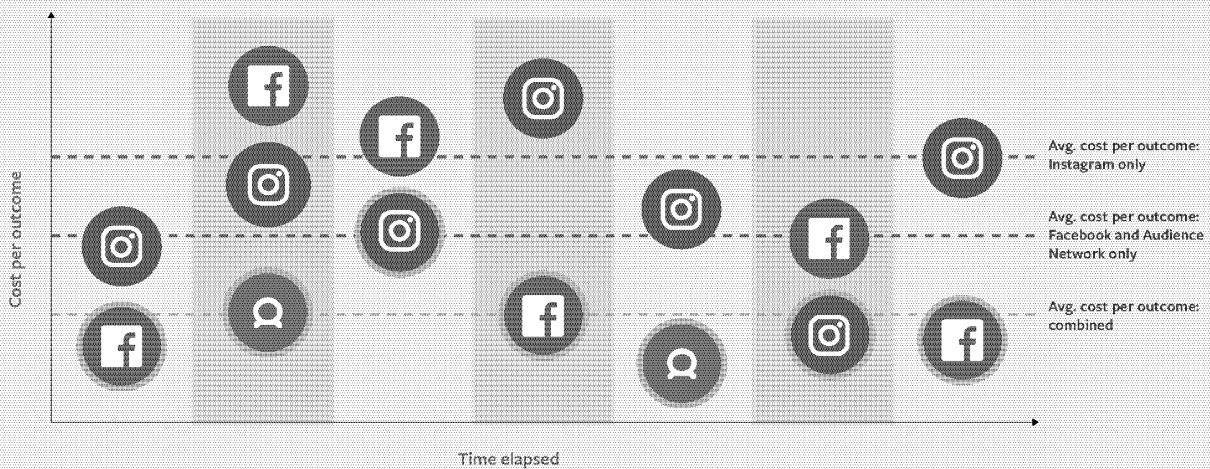 Cost per outcome
Avg. cost per outcome:
Instagram only
Avg. cost per outcome:
Facebook and Audience
Network only
Avg. cost per outcome:
combined
Time elapsed